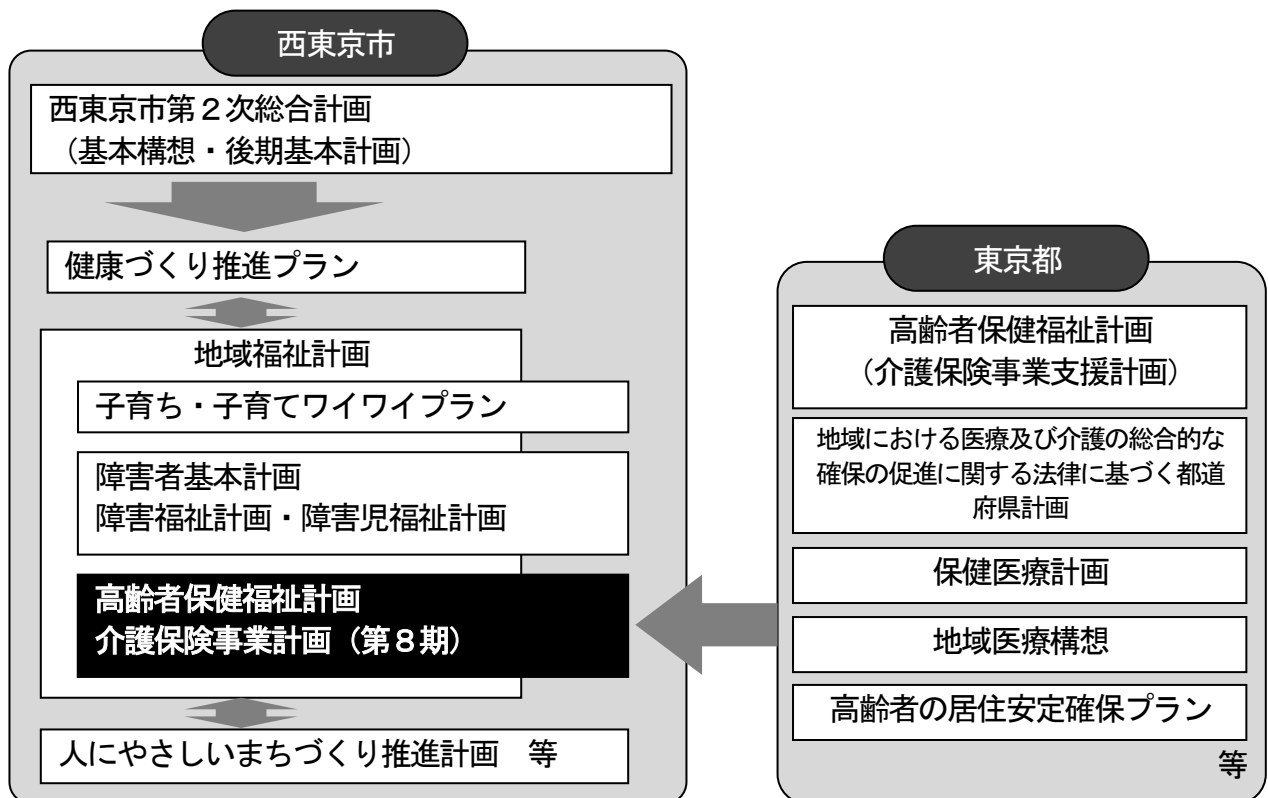 西東京市
西東京市第２次総合計画
（基本構想・後期基本計画）
健康づくり推進プラン
地域福祉計画
子育ち・子育てワイワイプラン
障害者基本計画
障害福祉計画・障害児福祉計画
高齢者保健福祉計画
介護保険事業計画（第８期）
人にやさしいまちづくり推進計画　等
東京都
高齢者保健福祉計画
（介護保険事業支援計画）
地域における医療及び介護の総合的な
確保の促進に関する法律に基づく都道
府県計画
保健医療計画
地域医療構想
高齢者の居住安定確保プラン
等